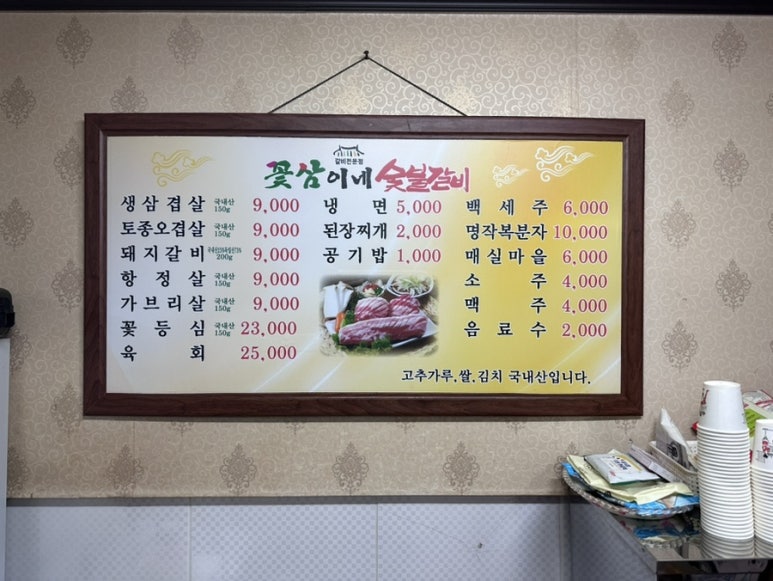 갈비전문점
꽃삼이네 숯불갈비
생삼겹살 국내산 150g 9,000
토종오겹살 국내산 150g 9,000
돼지갈비 200g 9,000
항정살 국내산 150g 9,000
가브리살 국내산 150g 9,000
꽃등심 국내산 150g 23,000
육회 25,000
냉면 5,000
된장찌개 2,000
공기밥 1,000
백세주 6,000
명작복분자 10,000
매실마을 6,000
소주 4,000
맥주 4,000
음료수 2,000
고추가루,쌀,김치 국내산입니다.